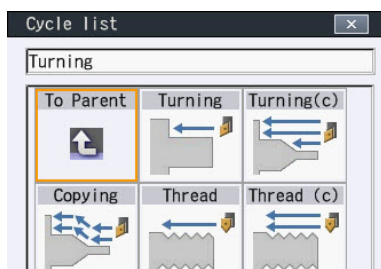 Cycle list
Turning
To Parent Turning Turning(c)
Copying Thread Thread (c)